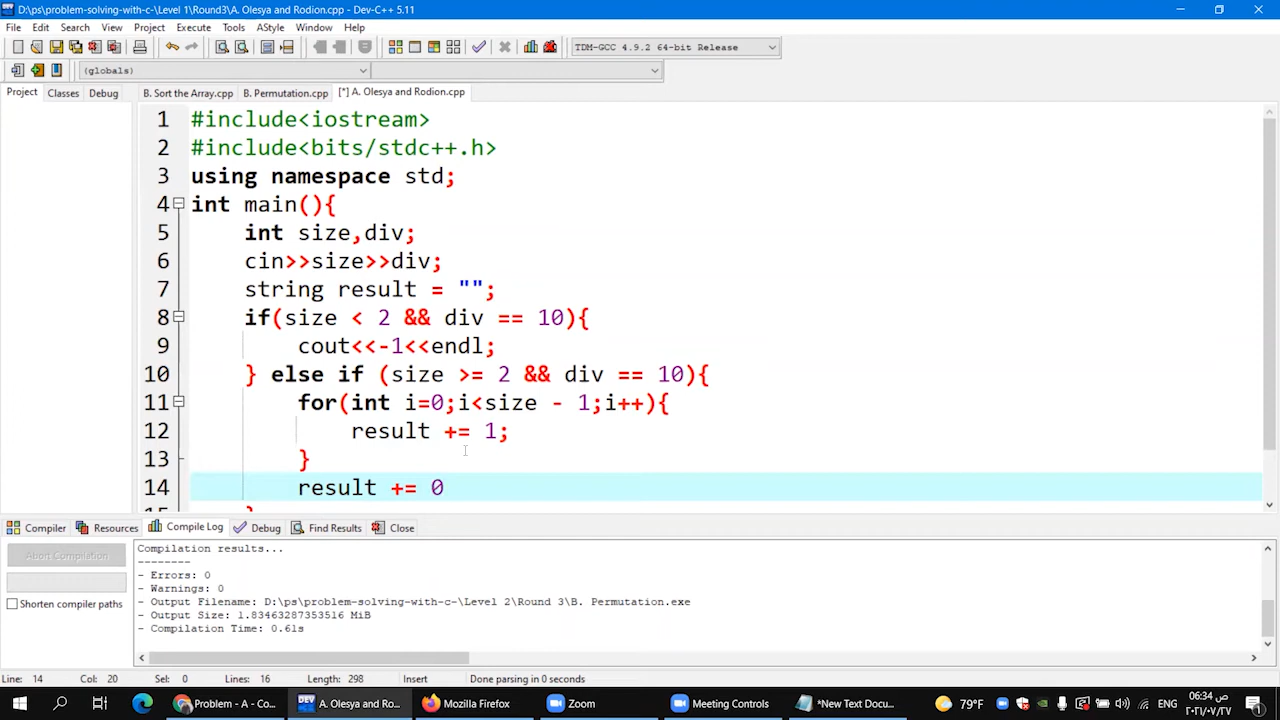 D:\ps\problem-solving-with-c-\Level 1\Round3\A. Olesya and Rodion.cpp - Dev-C++ 5.11
File Edit Search View Project Execute Tools AStyle Window Help
TDM-GCC 4.9.2 64-bit Release
(globals)
Project Classes Debug B. Sort the Array.cpp B. Permutation.cpp [*] A. Olesya and Rodion.cpp
1 #include<iostream>
2 #include<bits/stdc++.h>
3 using namespace std;
4 int main(){
5 int size,div;
6 cin>>size>>div;
7 string result = "";
8 if(size < 2 && div == 10){
9 cout<<-1<<endl;
10 } else if (size >= 2 && div == 10){
11 for(int i=0;i<size - 1;i++){
12 result += 1;
13 }
14 result += 0
Compiler Resources Compile Log Debug Find Results Close
Abort Compilation
Shorten compiler paths
Compilation results...
--------
- Errors: 0
- Warnings: 0
- Output Filename: D:\ps\problem-solving-with-c-\Level 2\Round 3\B. Permutation.exe
- Output Size: 1.83463287353516 MiB
- Compilation Time: 0.61s
Line: 14 Col: 20 Sel: 0 Lines: 16 Length: 298 Insert Done parsing in 0 seconds
Problem - A - Co... DEV A. Olesya and Ro... Mozilla Firefox Zoom Meeting Controls *New Text Docu... 79°F
06:34 ص